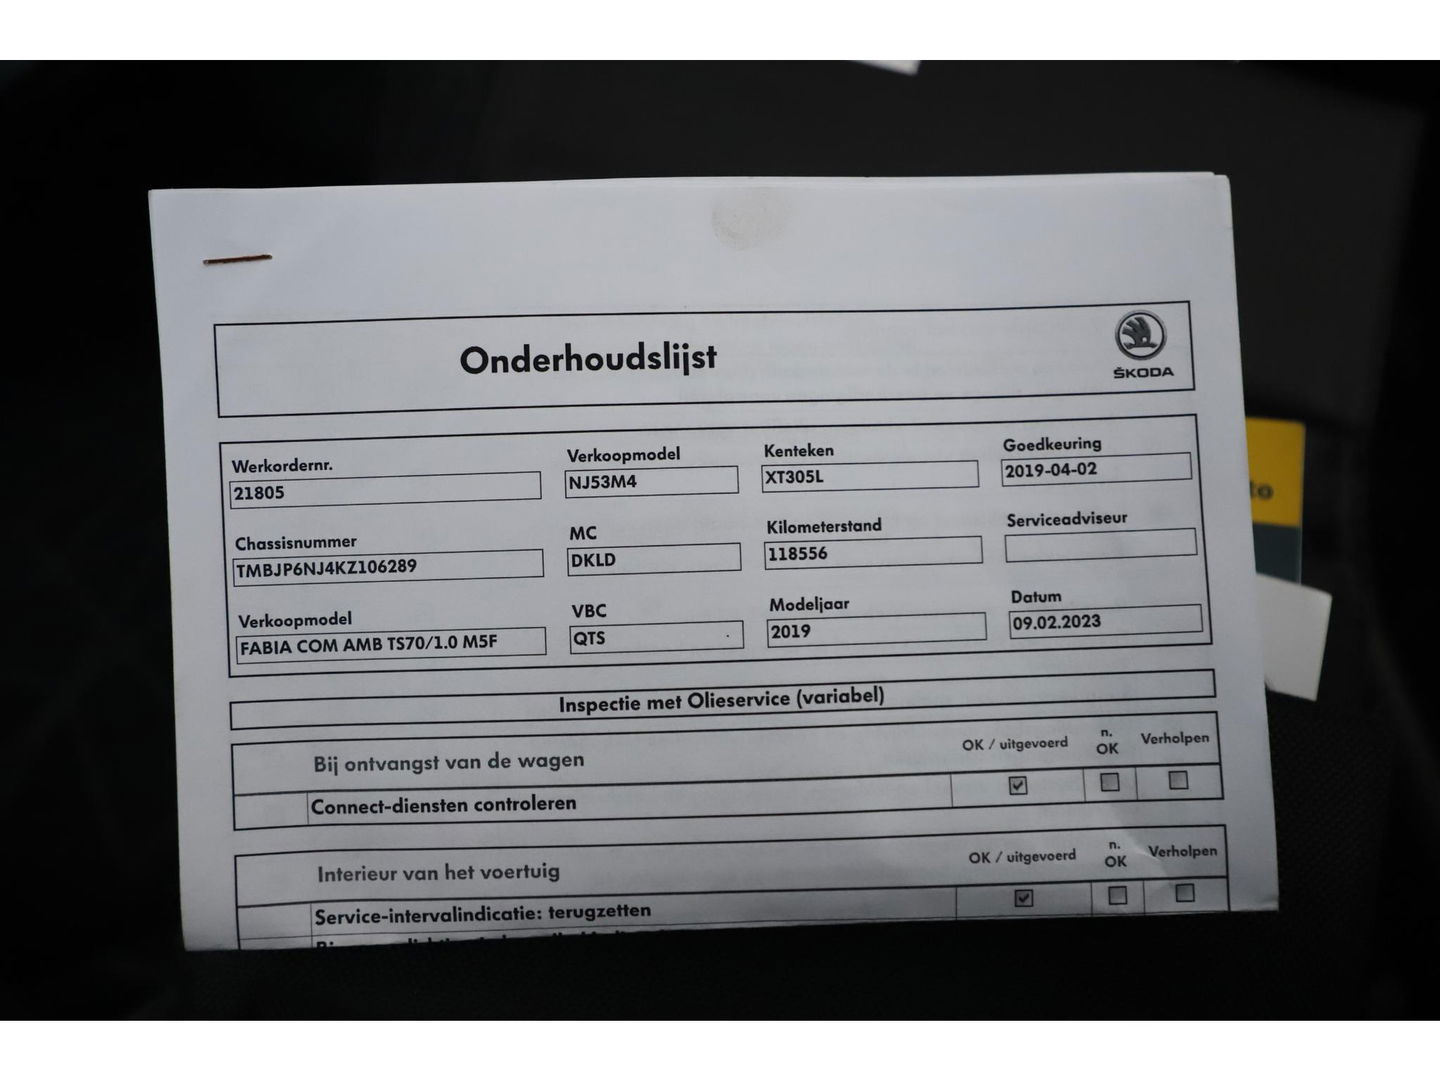 Onderhoudslijst
ŠKODA
Werkordernr. Verkoopmodel Kenteken Goedkeuring
21805 NJ53M4 XT305L 2019-04-02
Chassisnummer MC Kilometerstand Serviceadviseur
TMBJP6NJ4KZ106289 DKLD 118556
Verkoopmodel VBC Modeljaar Datum
FABIA COM AMB TS70/1.0 M5F QTS 2019 09.02.2023
Inspectie met Olieservice (variabel)
Bij ontvangst van de wagen OK / uitgevoerd n. OK Verholpen
Connect-diensten controleren
Interieur van het voertuig OK / uitgevoerd n. OK Verholpen
Service-intervalindicatie: terugzetten